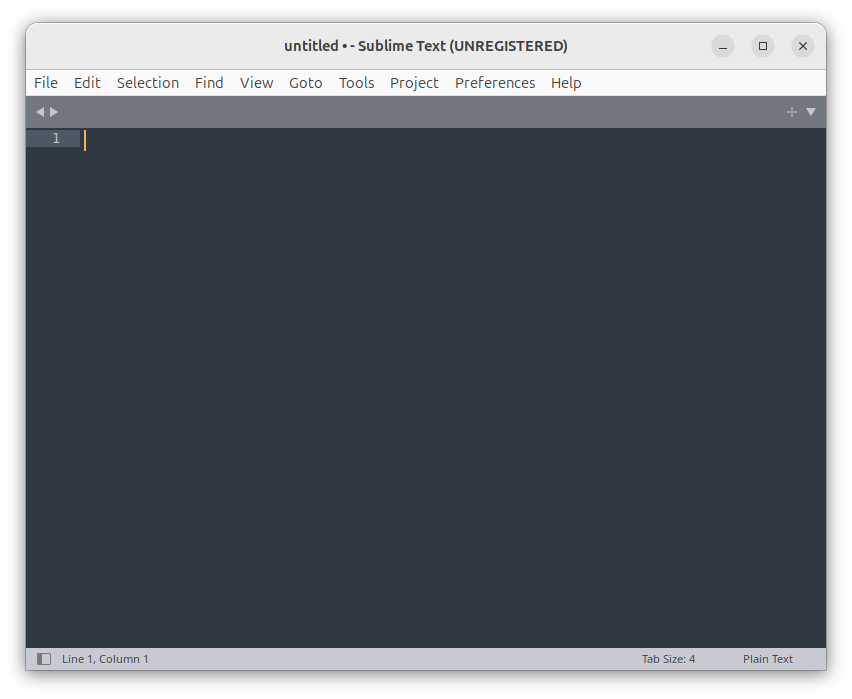 untitled • - Sublime Text (UNREGISTERED)
File Edit Selection Find View Goto Tools Project Preferences Help
1
Line 1, Column 1 Tab Size: 4 Plain Text